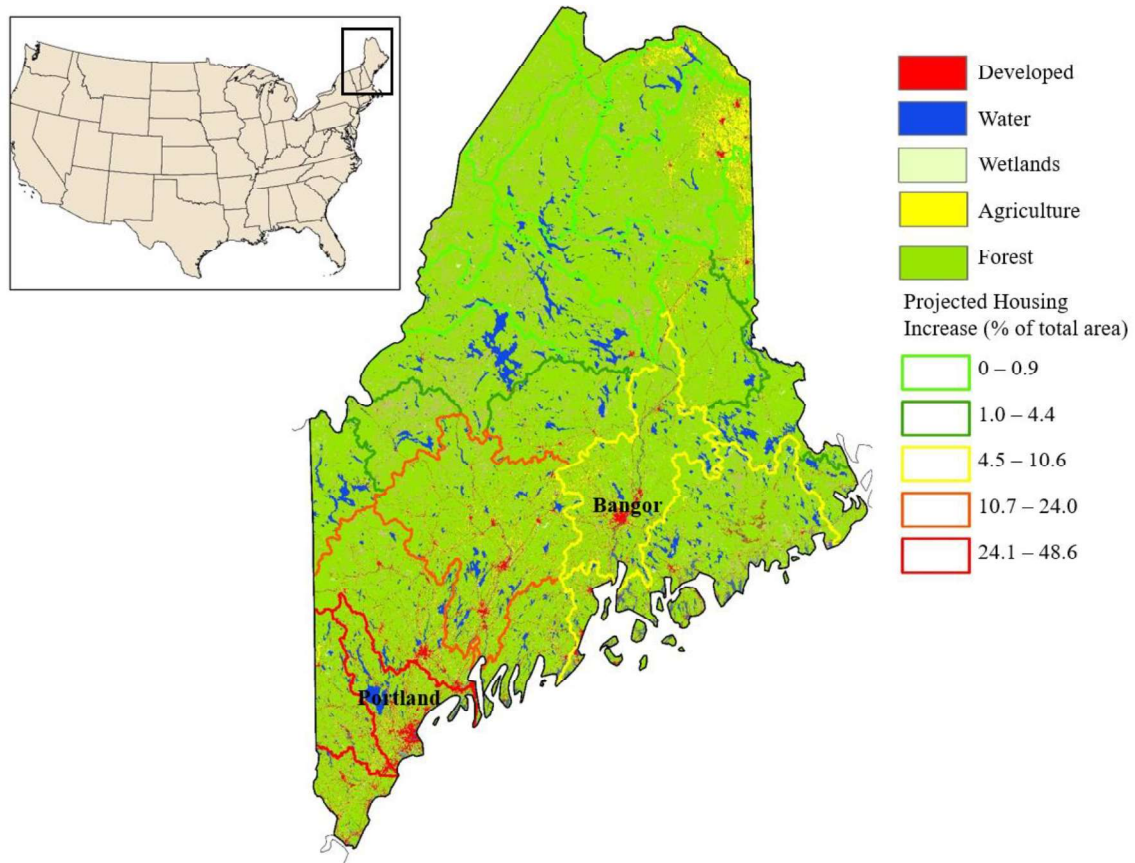 Developed
Water
Wetlands
Agriculture
Forest
Projected Housing
Increase (% of total area)
0 – 0.9
1.0 – 4.4
4.5 – 10.6
10.7 – 24.0
24.1 – 48.6
Bangor
Portland